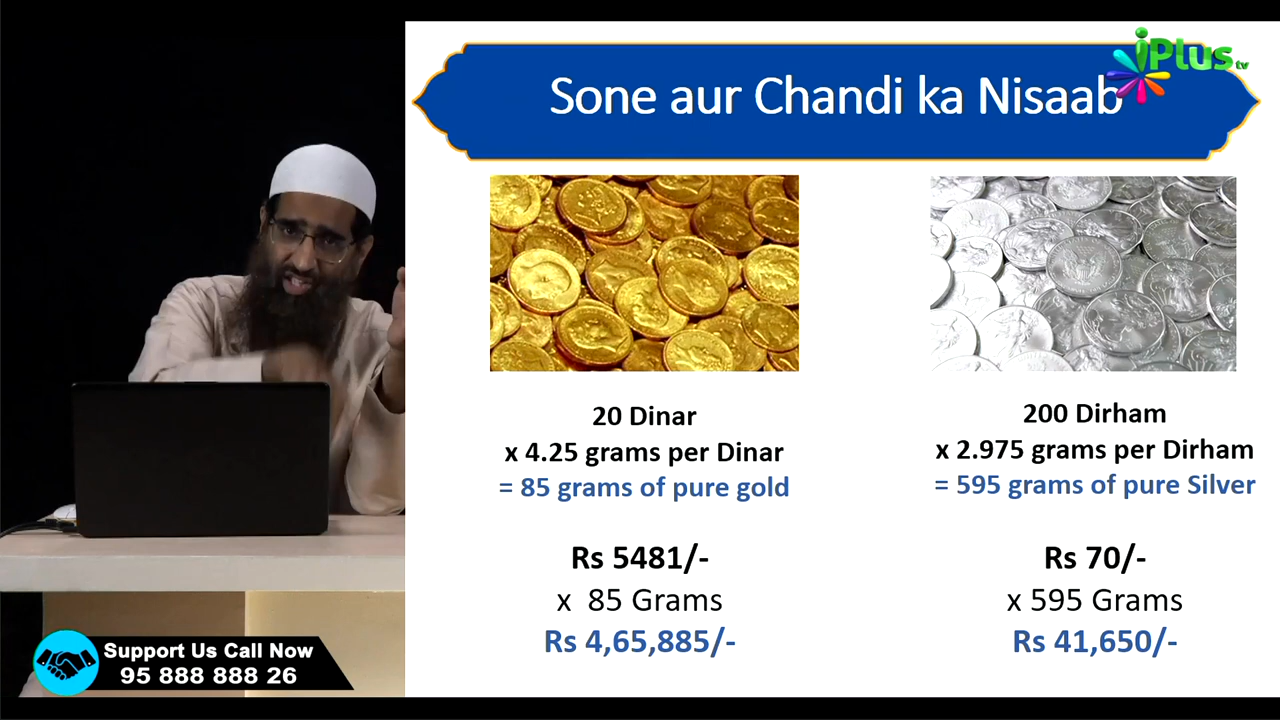 iPlus tv
Sone aur Chandi ka Nisaab
20 Dinar
x 4.25 grams per Dinar
= 85 grams of pure gold
Rs 5481/-
x 85 Grams
Rs 4,65,885/-
200 Dirham
x 2.975 grams per Dirham
= 595 grams of pure Silver
Rs 70/-
x 595 Grams
Rs 41,650/-
Support Us Call Now
95 888 888 26